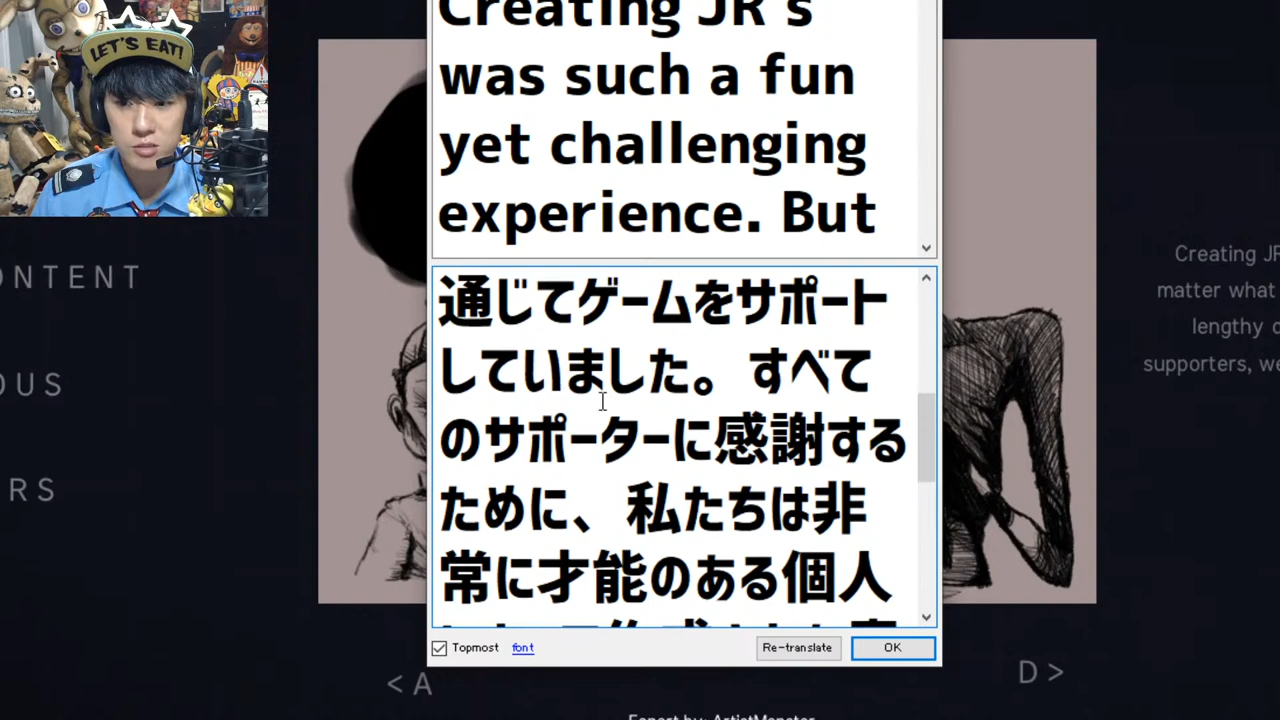 LET'S EAT!
Creating JR's
was such a fun
yet challenging
experience. But
通じてゲームをサポート
していました。 すべて
のサポーターに感謝する
ために、私たちは非
常に才能のある個人
Topmost font Re-translate OK
ONTENT
OUS
RS
Creating JR
matter what
lengthy
supporters, we
< A
D >